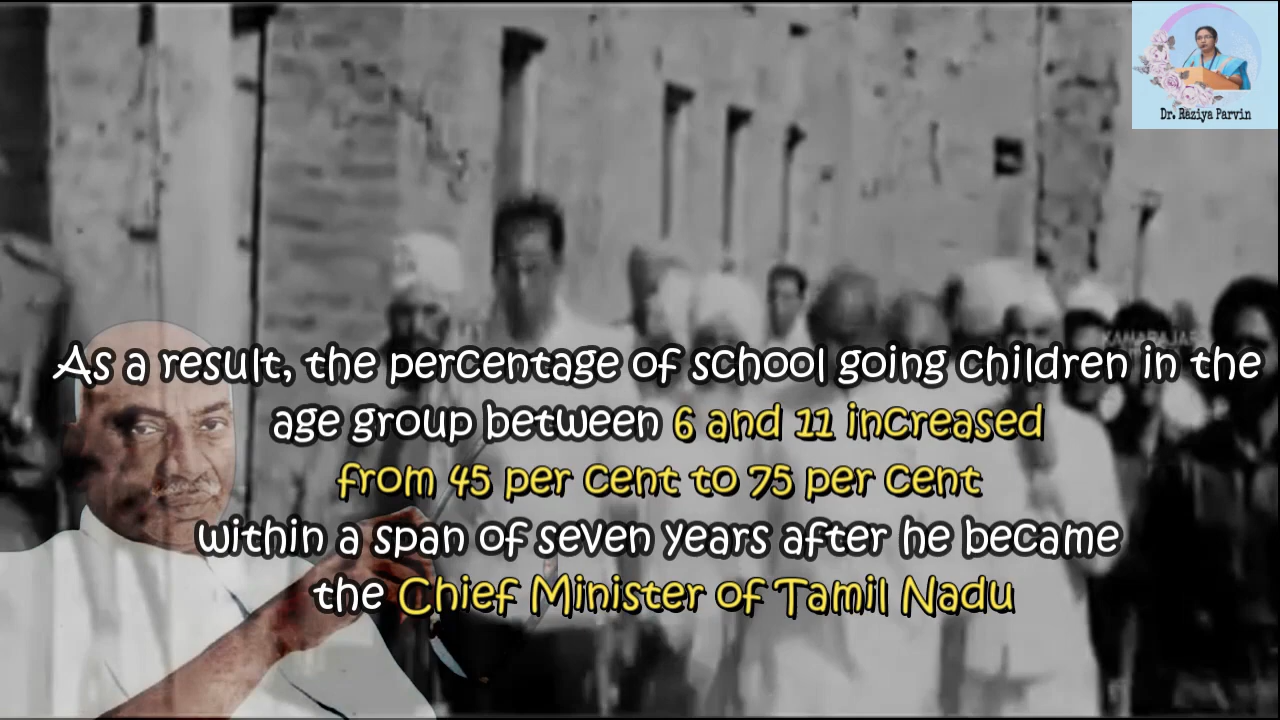 Dr. Raziya Parvin
As a result, the percentage of school going children in the
age group between 6 and 11 increased
from 45 per cent to 75 per cent
within a span of seven years after he became
the Chief Minister of Tamil Nadu